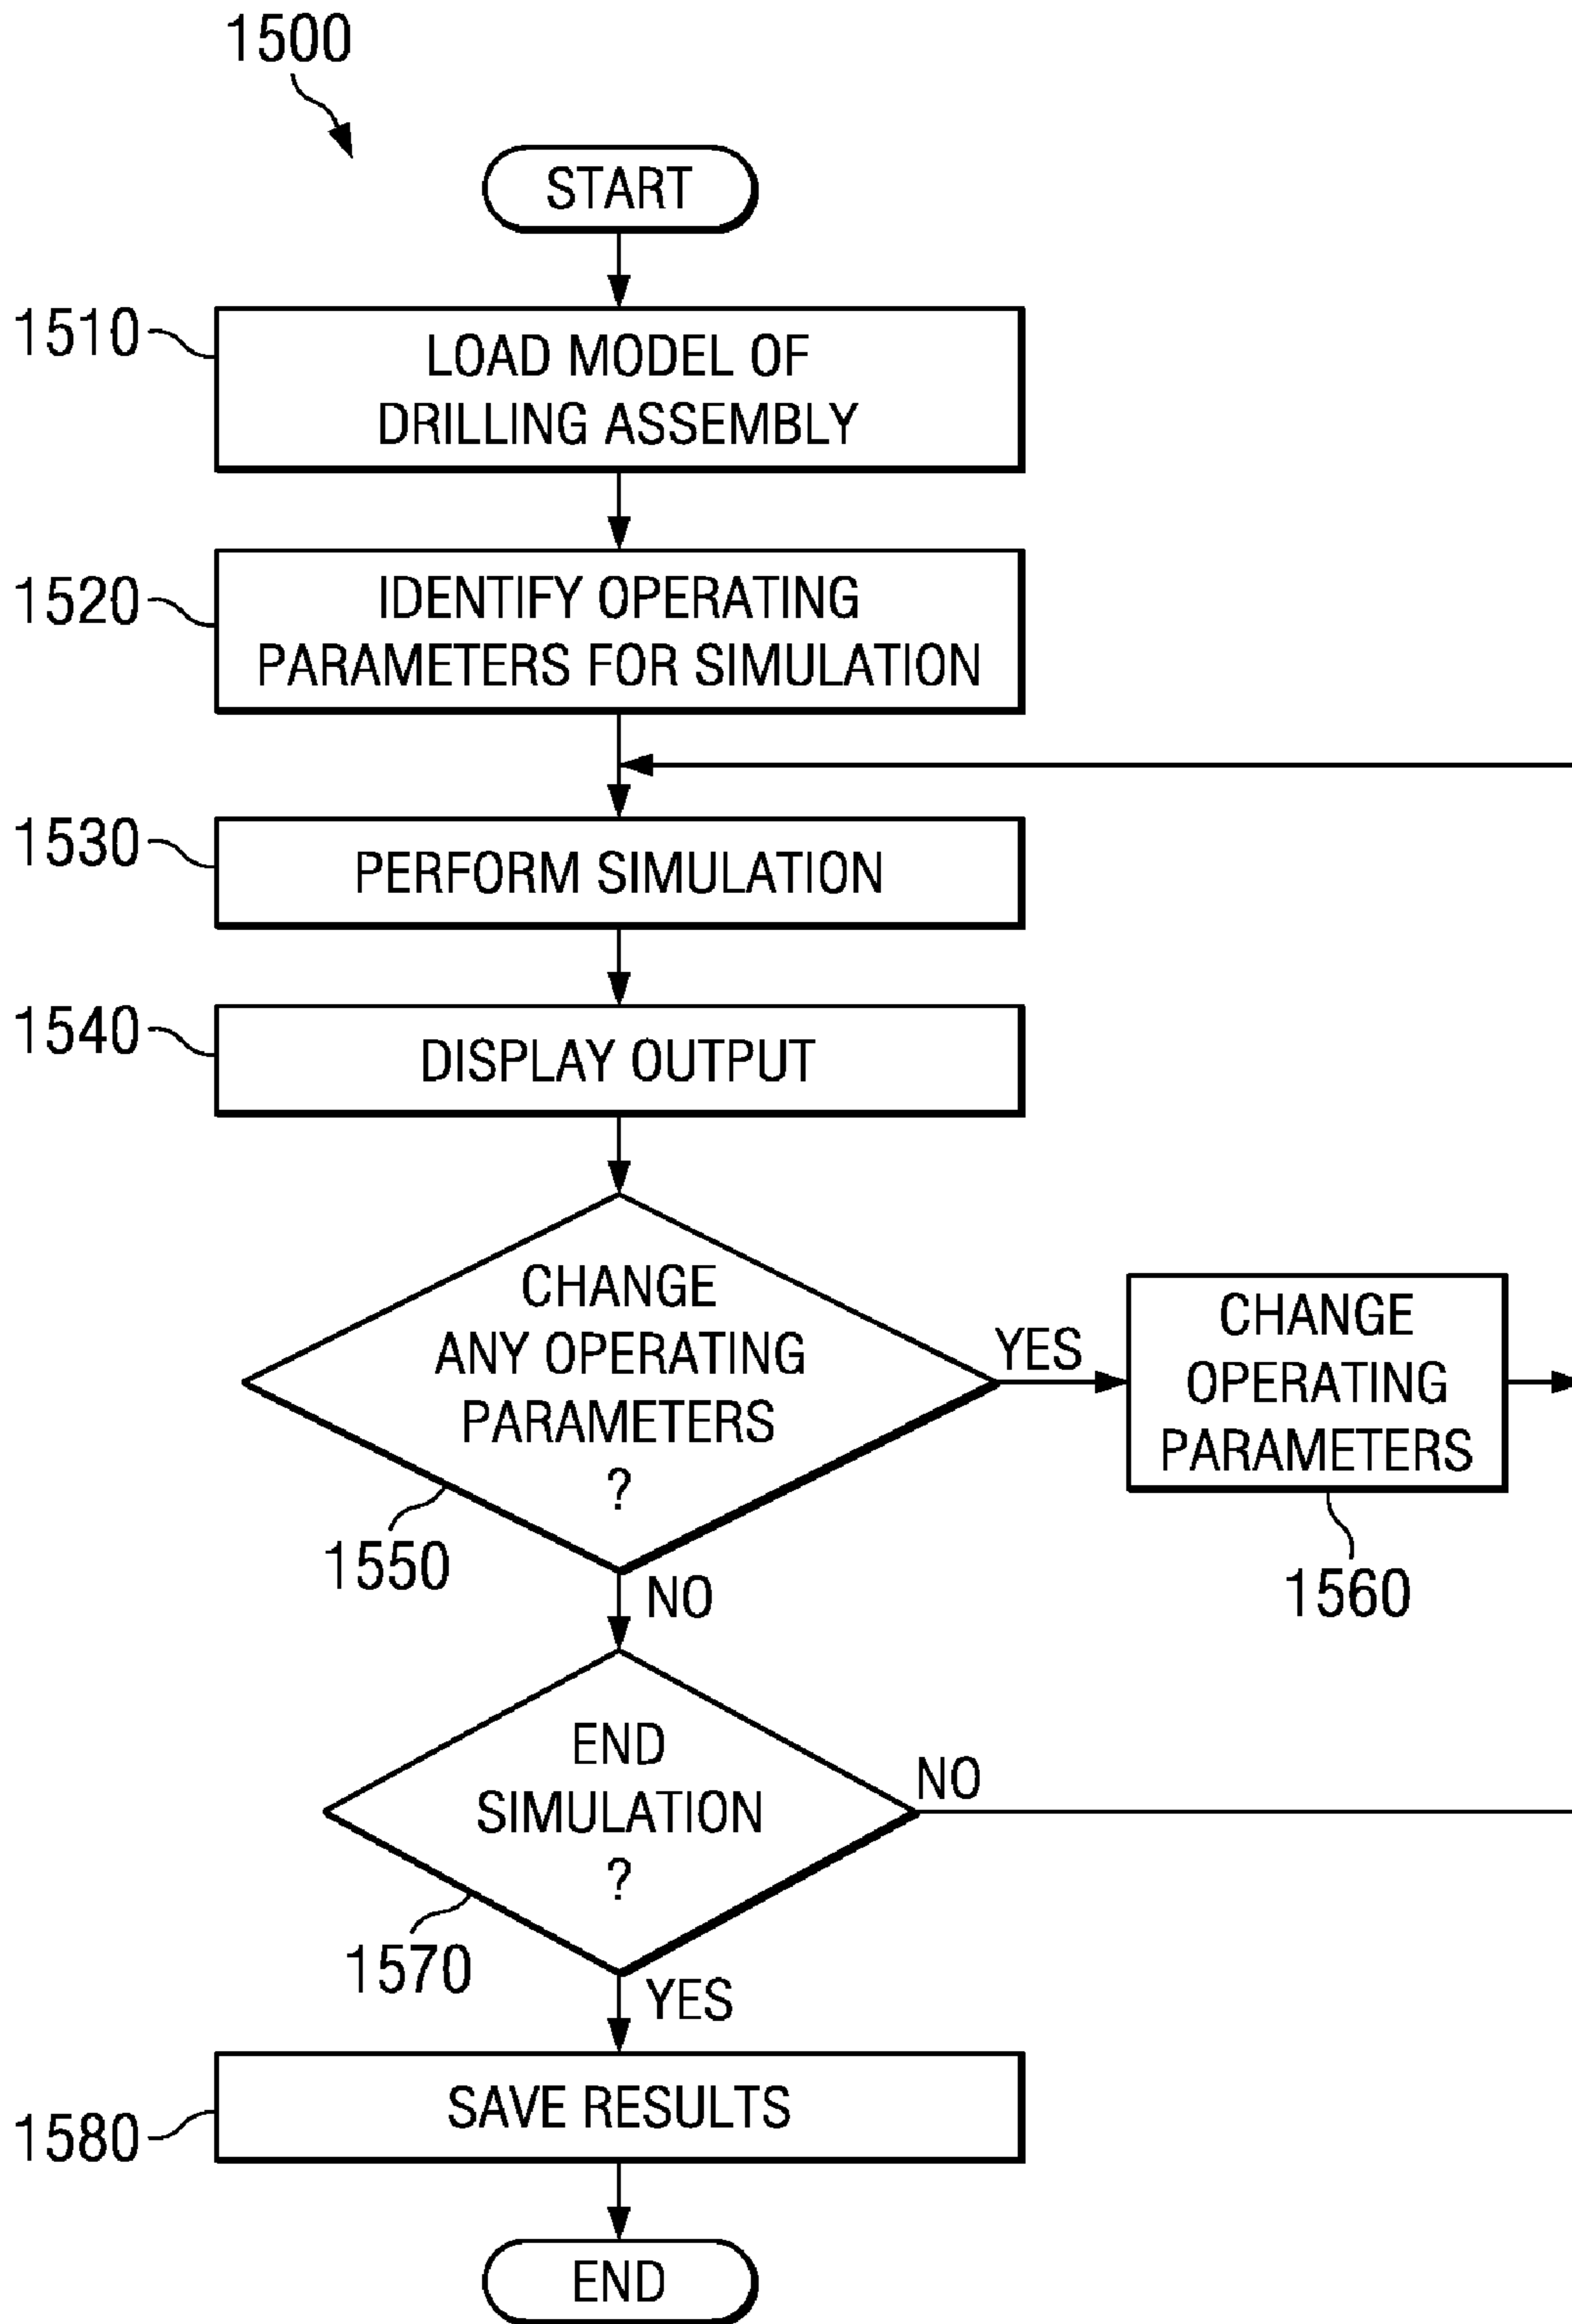 1500
START
1510
LOAD MODEL OF
DRILLING ASSEMBLY
1520
IDENTIFY OPERATING
PARAMETERS FOR SIMULATION
1530
PERFORM SIMULATION
1540
DISPLAY OUTPUT
CHANGE
ANY OPERATING
PARAMETERS
?
1550
YES
CHANGE
OPERATING
PARAMETERS
1560
NO
END
SIMULATION
?
1570
NO
YES
1580
SAVE RESULTS
END